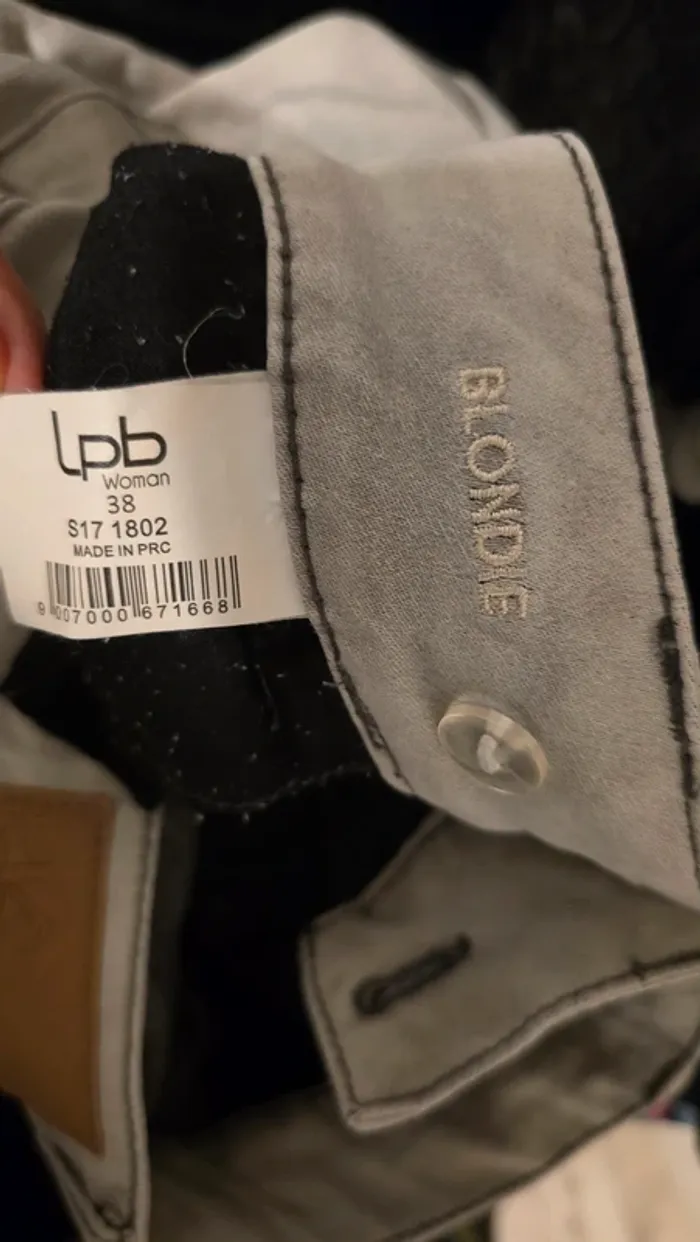 lpb
Woman
38
S17 1802
MADE IN PRC
9 007000 671668
BLONDIE